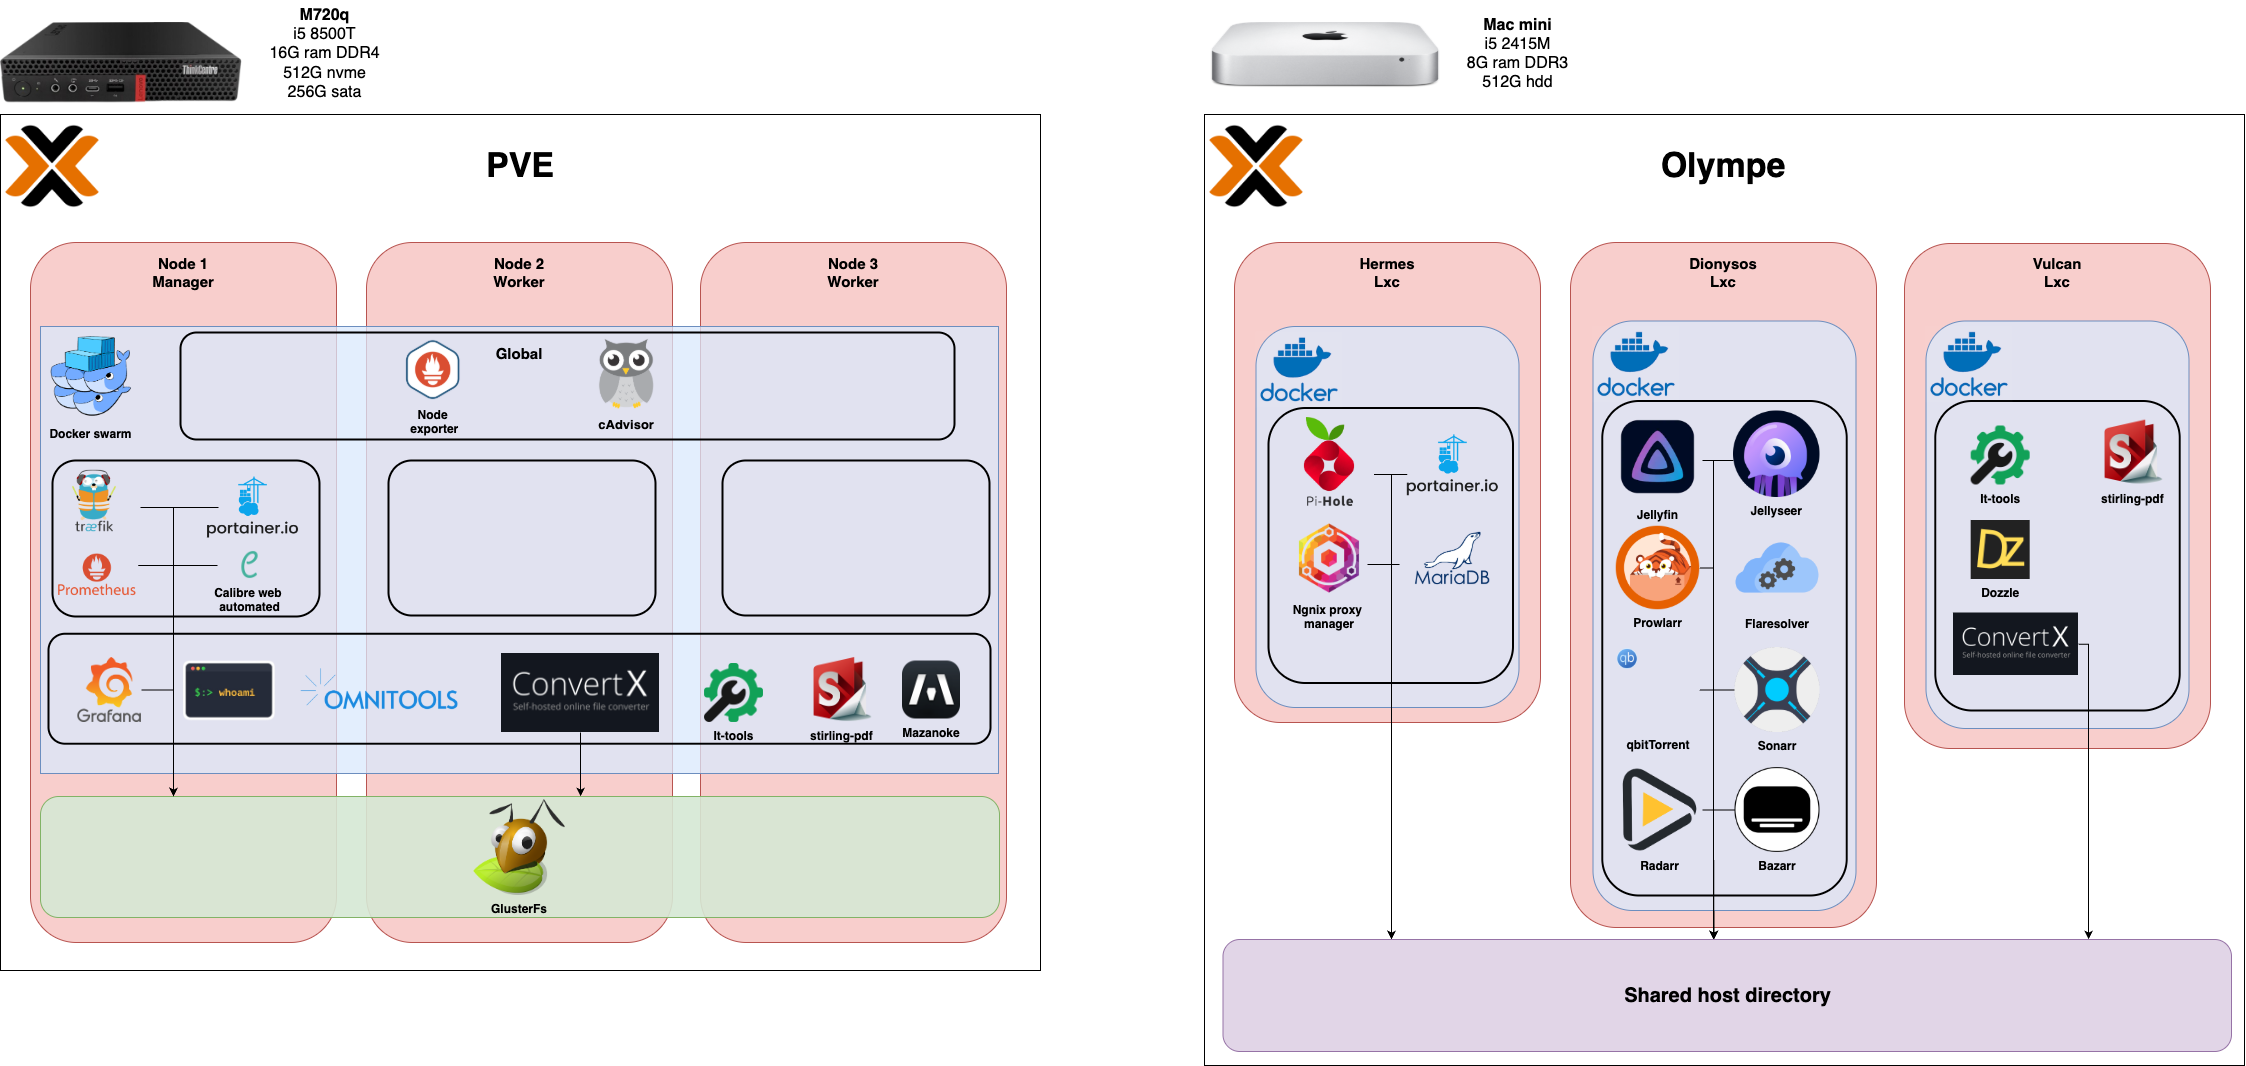 M720q
i5 8500T
16G ram DDR4
512G nvme
256G sata
ThinkCentre
Mac mini
i5 2415M
8G ram DDR3
512G hdd
PVE
Node 1
Manager
Node 2
Worker
Node 3
Worker
Docker swarm
Global
Node
exporter
cAdvisor
træfik
portainer.io
Prometheus
Calibre web
automated
Grafana
$:> whoami
OMNITOOLS
ConvertX
Self-hosted online file converter
It-tools
stirling-pdf
Mazanoke
GlusterFs
Olympe
Hermes
Lxc
docker
Pi-Hole
portainer.io
Ngnix proxy
manager
MariaDB
Dionysos
Lxc
docker
Jellyfin
Jellyseer
Prowlarr
Flaresolver
qb
qbitTorrent
Sonarr
Radarr
Bazarr
Vulcan
Lxc
docker
It-tools
stirling-pdf
Dz
Dozzle
ConvertX
Self-hosted online file converter
Shared host directory